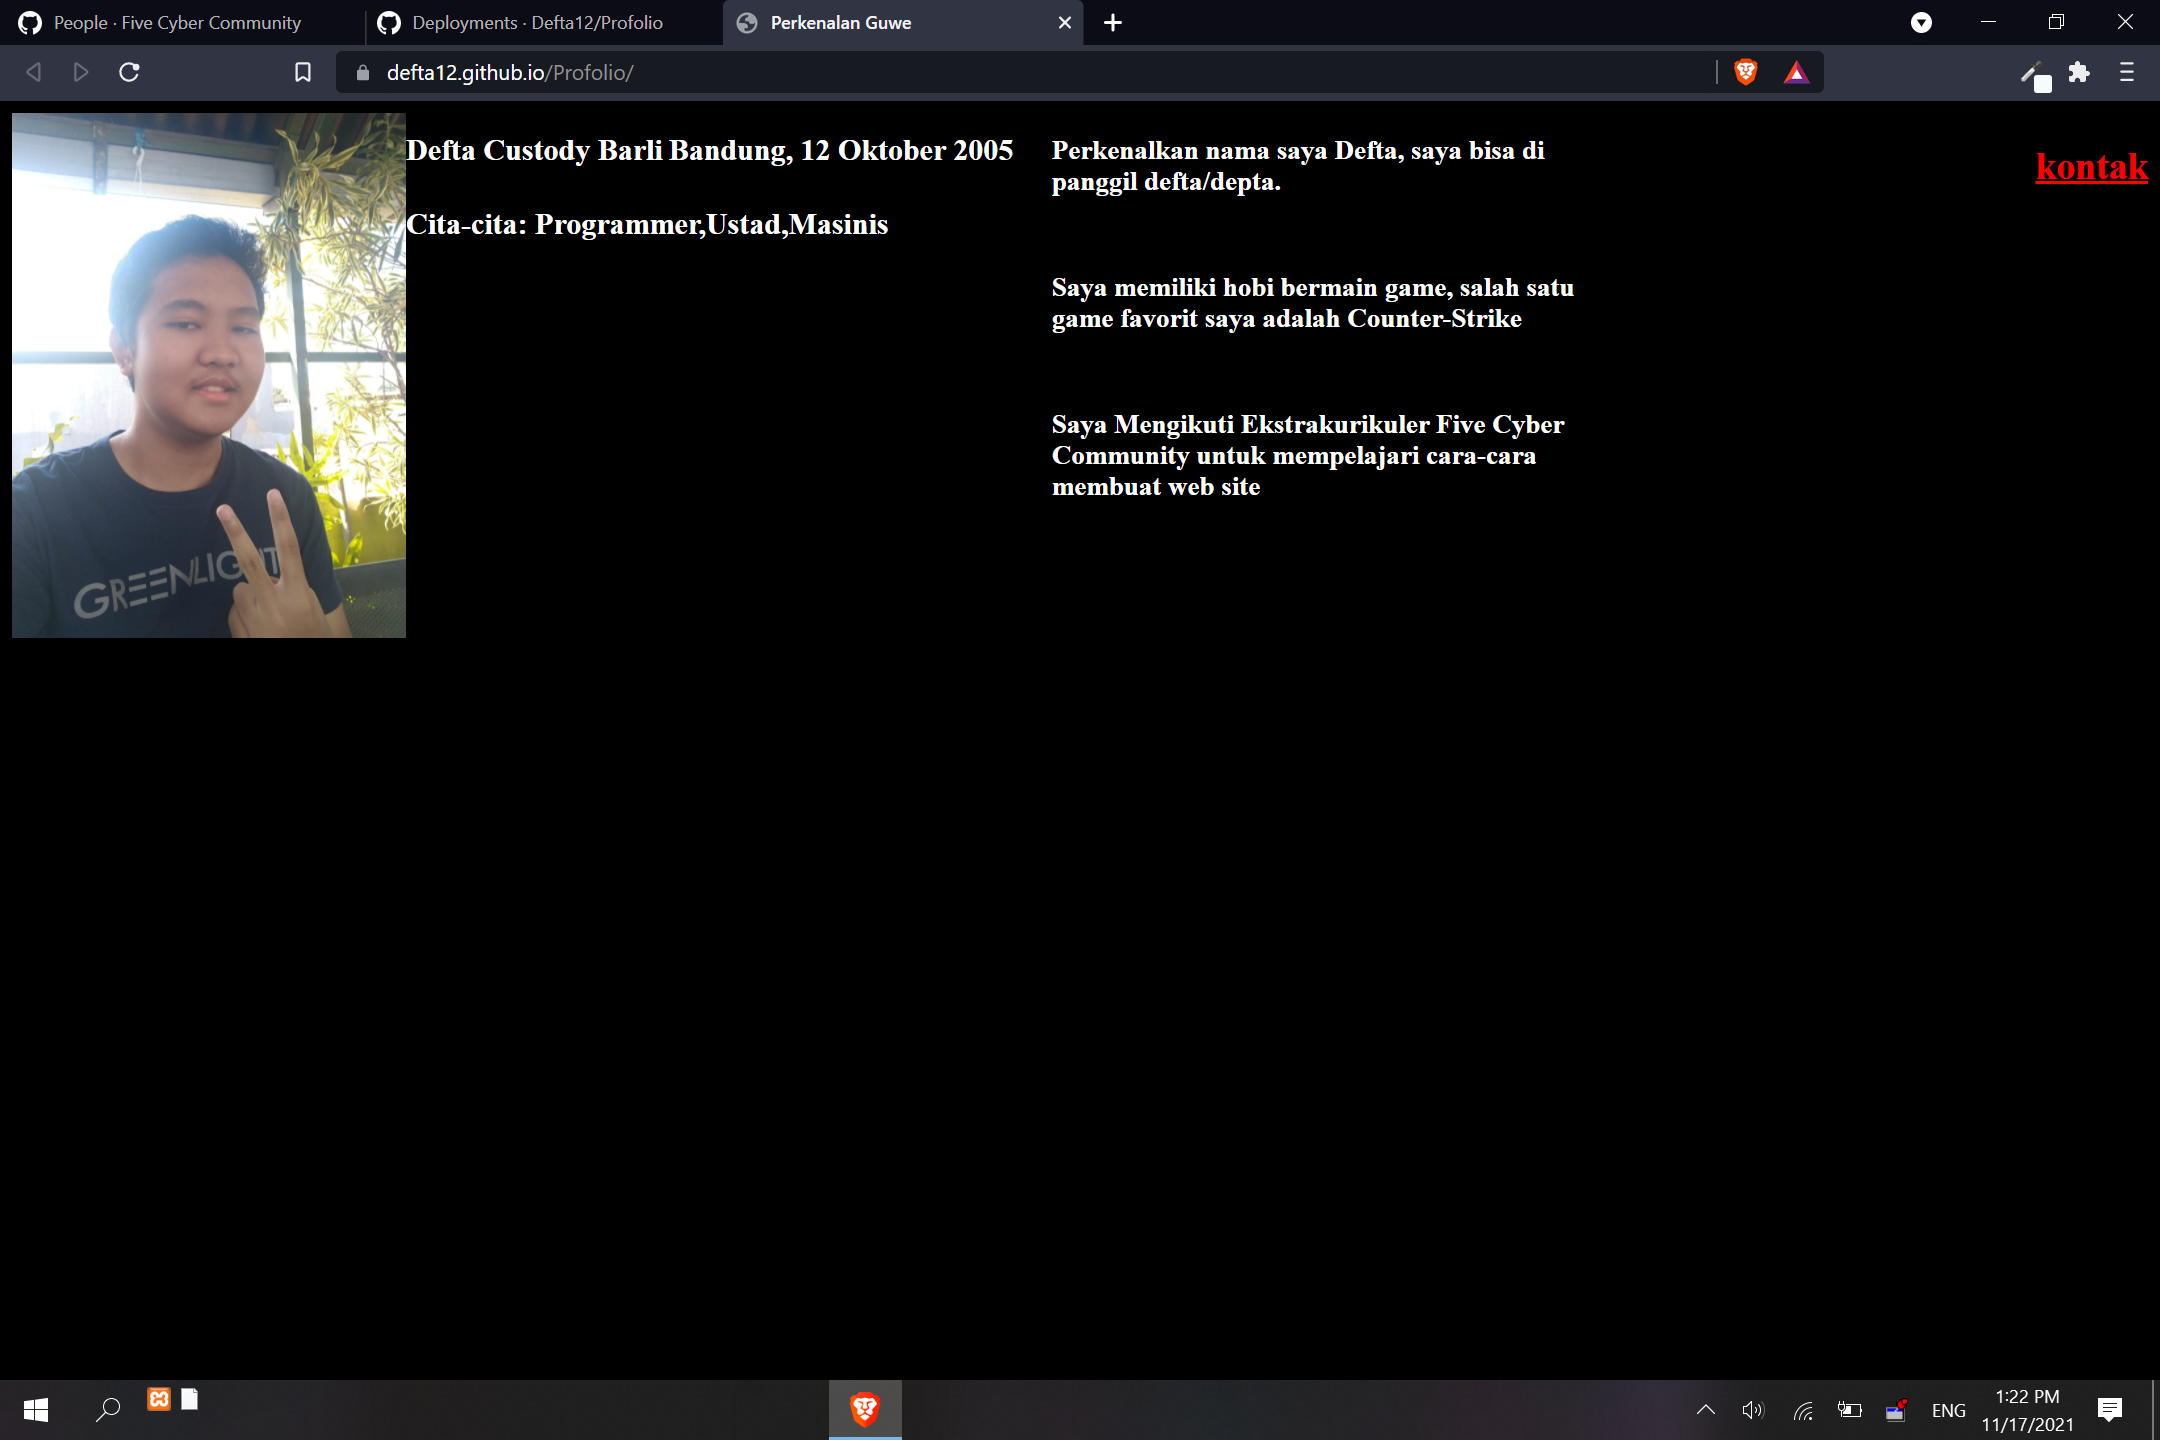 People · Five Cyber Community
Deployments · Defta12/Profolio
Perkenalan Guwe
defta12.github.io/Profolio/
Defta Custody Barli Bandung, 12 Oktober 2005
Cita-cita: Programmer,Ustad,Masinis
Perkenalkan nama saya Defta, saya bisa di
panggil defta/depta.
Saya memiliki hobi bermain game, salah satu
game favorit saya adalah Counter-Strike
Saya Mengikuti Ekstrakurikuler Five Cyber
Community untuk mempelajari cara-cara
membuat web site
kontak
GREENLIGHT
ENG
1:22 PM
11/17/2021